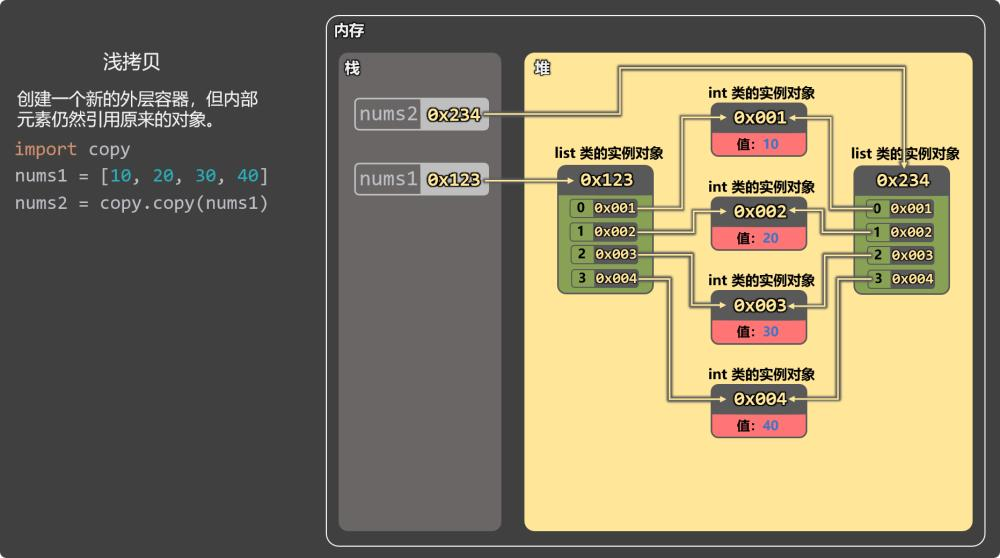 浅拷贝
创建一个新的外层容器，但内部
元素仍然引用原来的对象。
import copy
nums1 = [10, 20, 30, 40]
nums2 = copy.copy(nums1)
内存
栈
nums2 0x234
nums1 0x123
堆
list 类的实例对象
0x123
0 0x001
1 0x002
2 0x003
3 0x004
int 类的实例对象
0x001
值：10
int 类的实例对象
0x002
值：20
int 类的实例对象
0x003
值：30
int 类的实例对象
0x004
值：40
list 类的实例对象
0x234
0 0x001
1 0x002
2 0x003
3 0x004